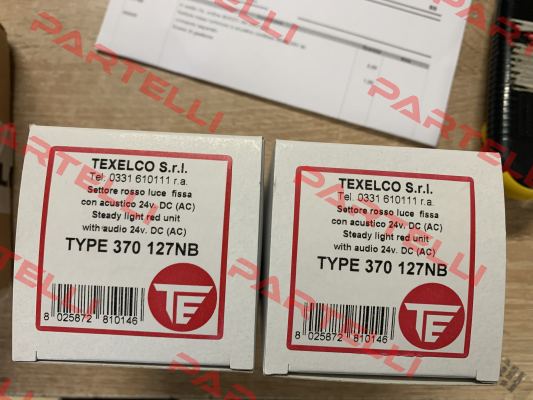 TEXELCO S.r.l.
Tel: 0331 610111 r.a.
Settore rosso luce fissa
con acustico 24v. DC (AC)
Steady light red unit
with audio 24v. DC (AC)
TYPE 370 127NB
TE
8 025872 810146
TEXELCO S.r.l.
Tel. 0331 610111 r.a.
Settore rosso luce fissa
con acustico 24v. DC (AC)
Steady light red unit
with audio 24v. DC (AC)
TYPE 370 127NB
TE
8 025872 810146
PARTELLI
PARTELLI
PARTELLI
PARTELLI